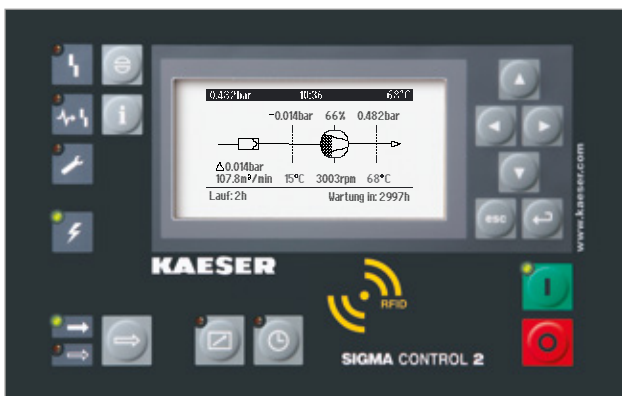 0.482bar 10:36 68°C
-0.014bar 66% 0.482bar
△0.014bar
107.8m³/min 15°C 3003rpm 68°C
Lauf: 2h Wartung in: 2997h
esc
www.kaeser.com
KAESER
RFID
SIGMA CONTROL 2